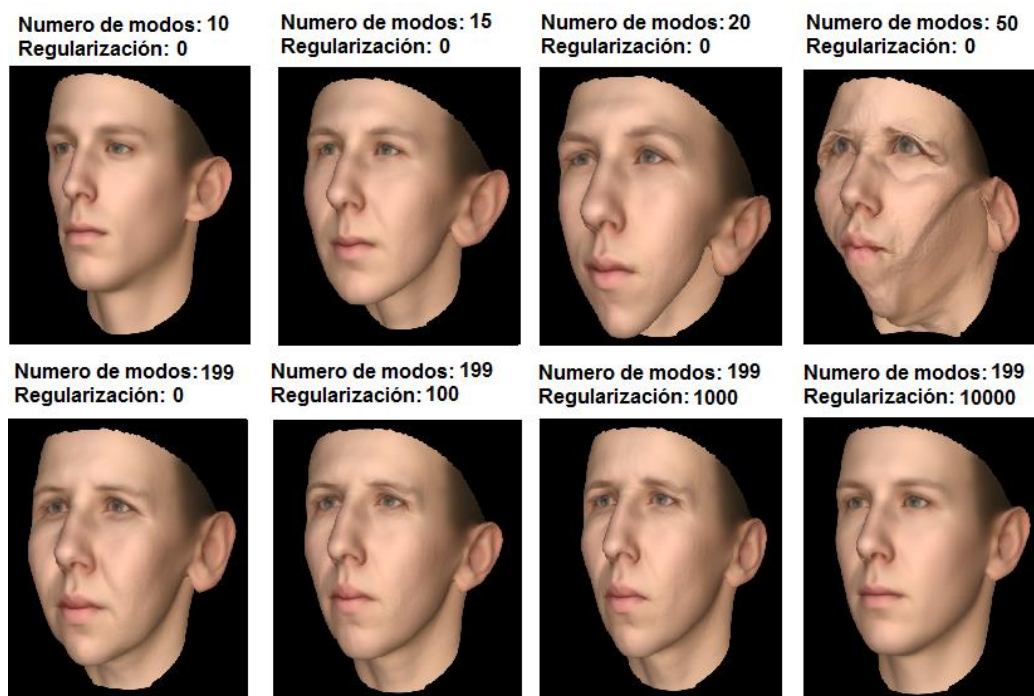 Numero de modos: 10
Regularización: 0
Numero de modos: 15
Regularización: 0
Numero de modos: 20
Regularización: 0
Numero de modos: 50
Regularización: 0
Numero de modos: 199
Regularización: 0
Numero de modos: 199
Regularización: 100
Numero de modos: 199
Regularización: 1000
Numero de modos: 199
Regularización: 10000